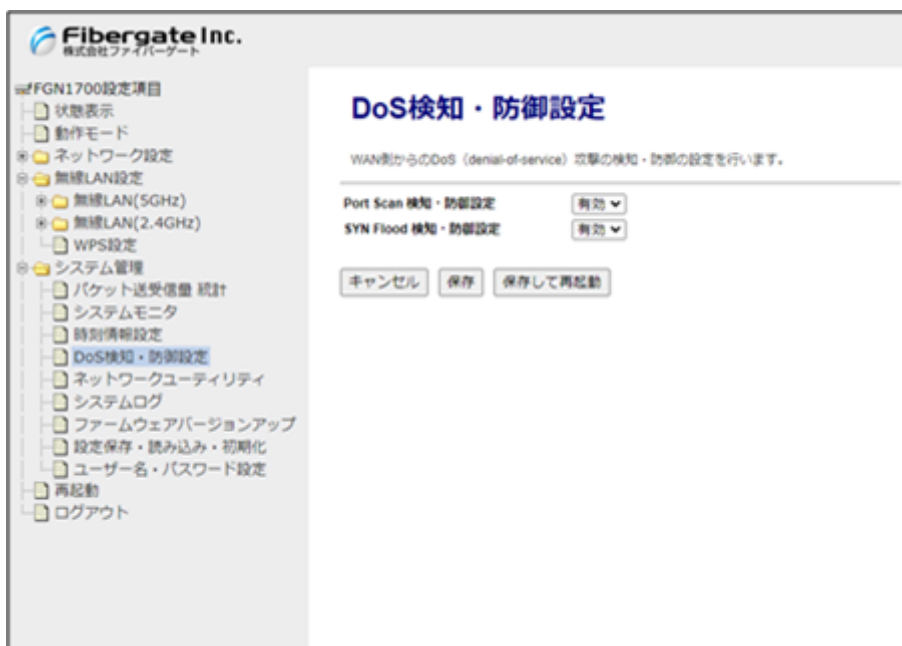 Fibergate Inc.
株式会社ファイバーゲート
FGN1700設定項目
状態表示
動作モード
ネットワーク設定
無線LAN設定
無線LAN(5GHz)
無線LAN(2.4GHz)
WPS設定
システム管理
パケット送受信量 統計
システムモニタ
時刻情報設定
DoS検知・防御設定
ネットワークユーティリティ
システムログ
ファームウェアバージョンアップ
設定保存・読み込み・初期化
ユーザー名・パスワード設定
再起動
ログアウト
DoS検知・防御設定
WAN側からのDoS（denial-of-service）攻撃の検知・防御の設定を行います。
Port Scan 検知・防御設定 有効
SYN Flood 検知・防御設定 有効
キャンセル 保存 保存して再起動